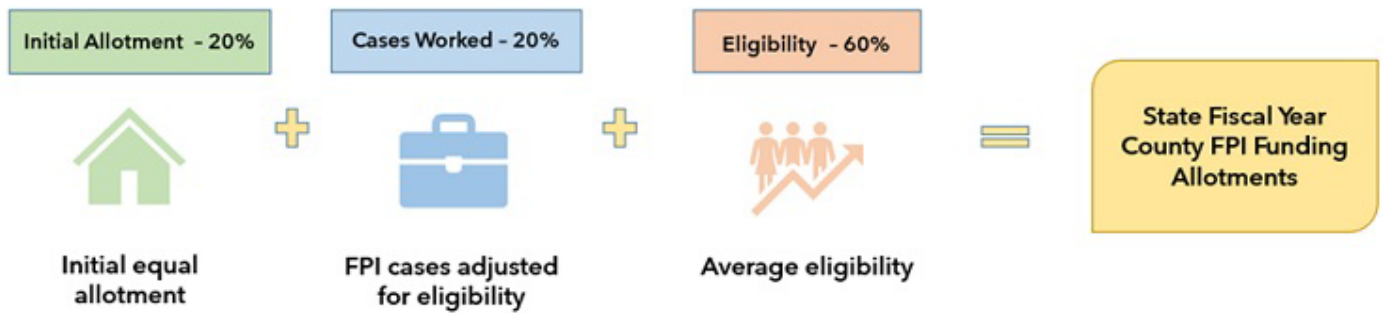 Initial Allotment - 20%
Cases Worked - 20%
Eligibility - 60%
State Fiscal Year
County FPI Funding
Allotments
Initial equal
allotment
FPI cases adjusted
for eligibility
Average eligibility